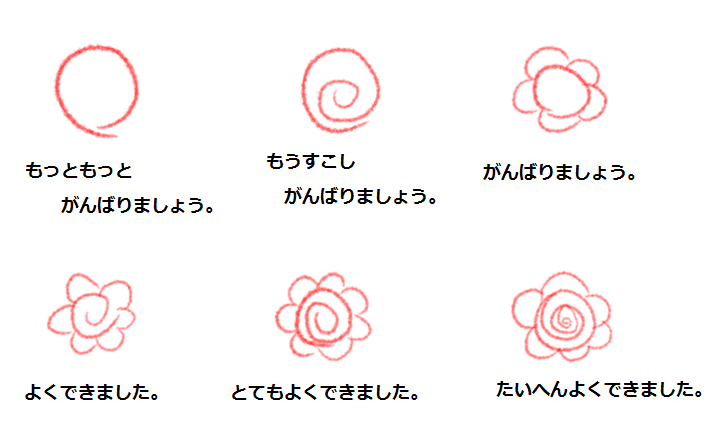 もっともっと
がんばりましょう。
もうすこし
がんばりましょう。
がんばりましょう。
よくできました。
とてもよくできました。
たいへんよくできました。